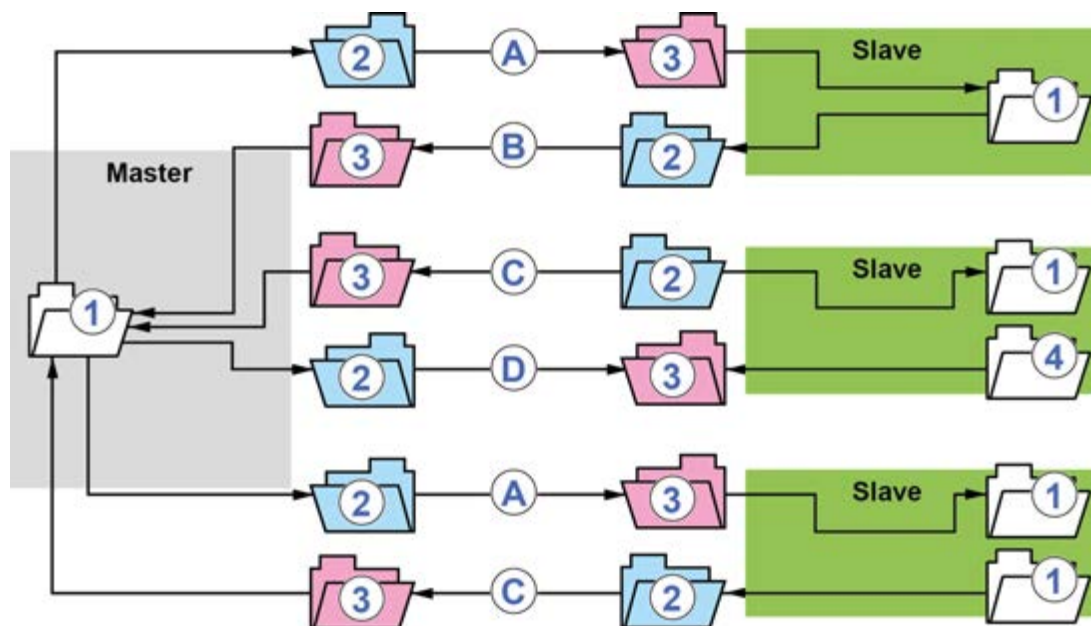 2 A 3 Slave
1
3 B 2
Master
3 C 2 Slave 1
1
2 D 3 4
2 A 3 Slave 1
3 C 2 1